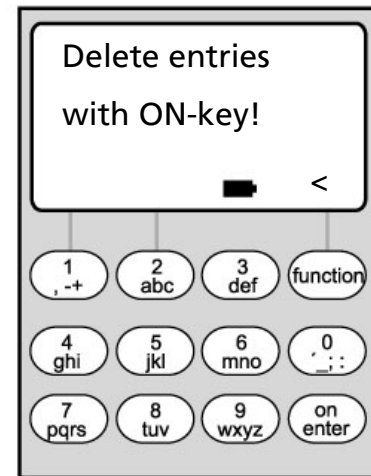 Delete entries
with ON-key!
<
1 2 3 function
, -+ abc def
4 5 6 0
ghi jkl mno ´_;:
7 8 9 on
pqrs tuv wxyz enter